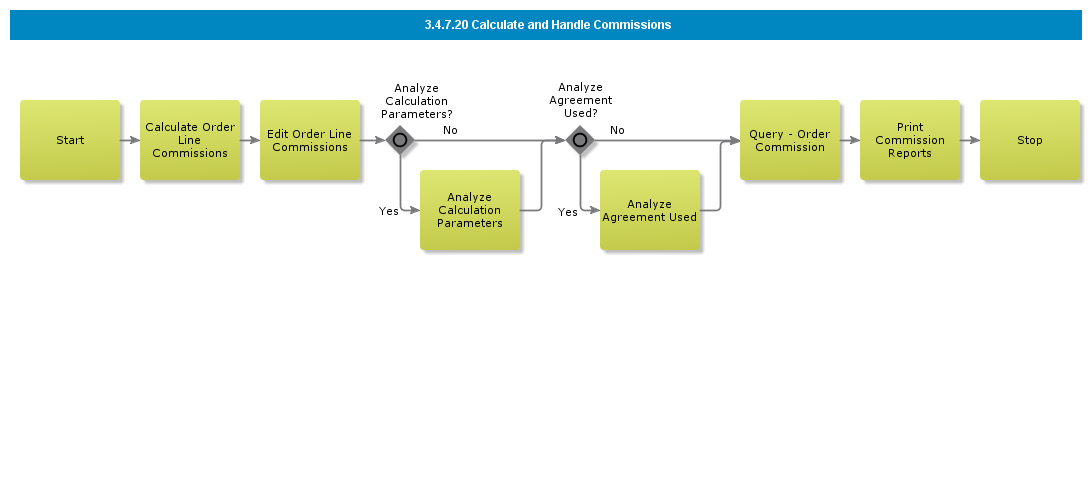 3.4.7.20 Calculate and Handle Commissions
Start
Calculate Order
Line
Commissions
Edit Order Line
Commissions
Analyze
Calculation
Parameters?
No
Yes
Analyze
Calculation
Parameters
Analyze
Agreement
Used?
No
Yes
Analyze
Agreement Used
Query - Order
Commission
Print
Commission
Reports
Stop